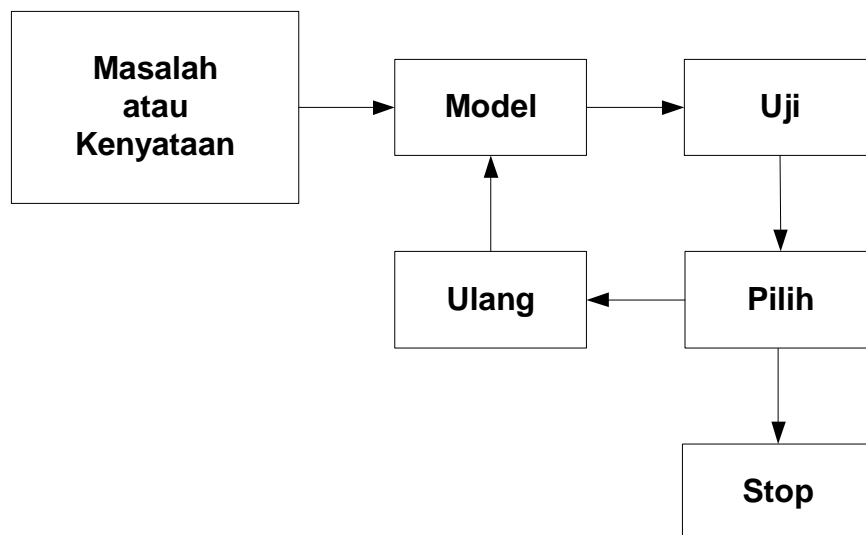 Masalah
atau
Kenyataan
Model
Uji
Ulang
Pilih
Stop